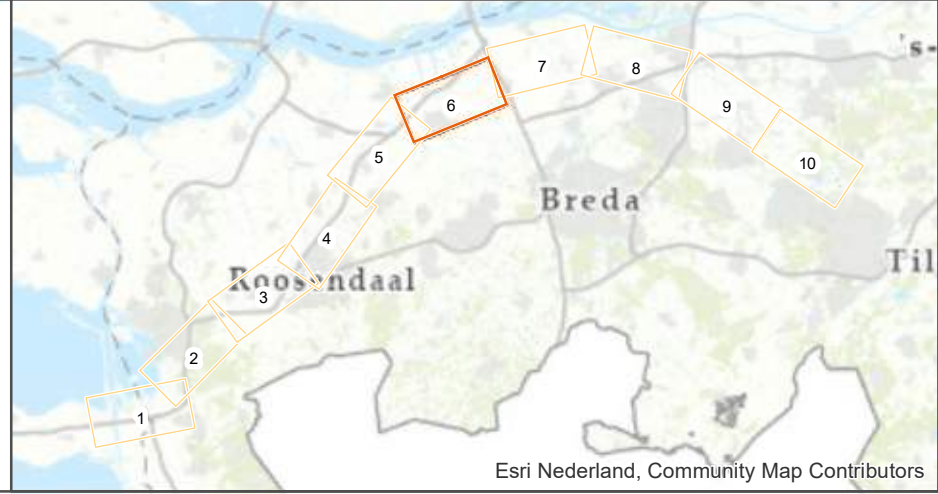 's-
7
8
6
9
5
10
Breda
4
Til
Roosendaal
3
2
1
Esri Nederland, Community Map Contributors